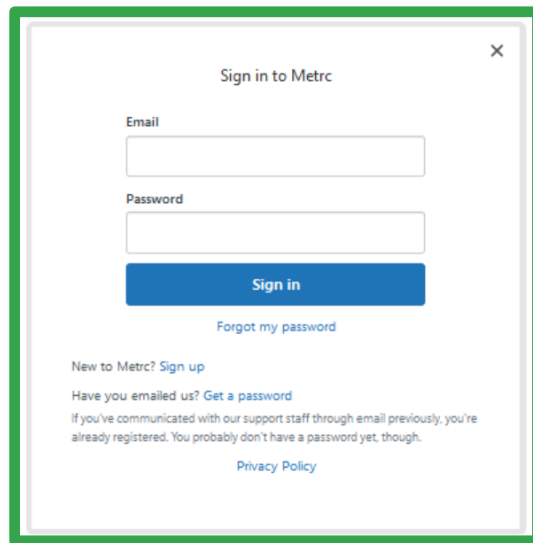 Sign in to Metrc
Email
Password
Sign in
Forgot my password
New to Metrc? Sign up
Have you emailed us? Get a password
If you've communicated with our support staff through email previously, you're
already registered. You probably don't have a password yet, though.
Privacy Policy